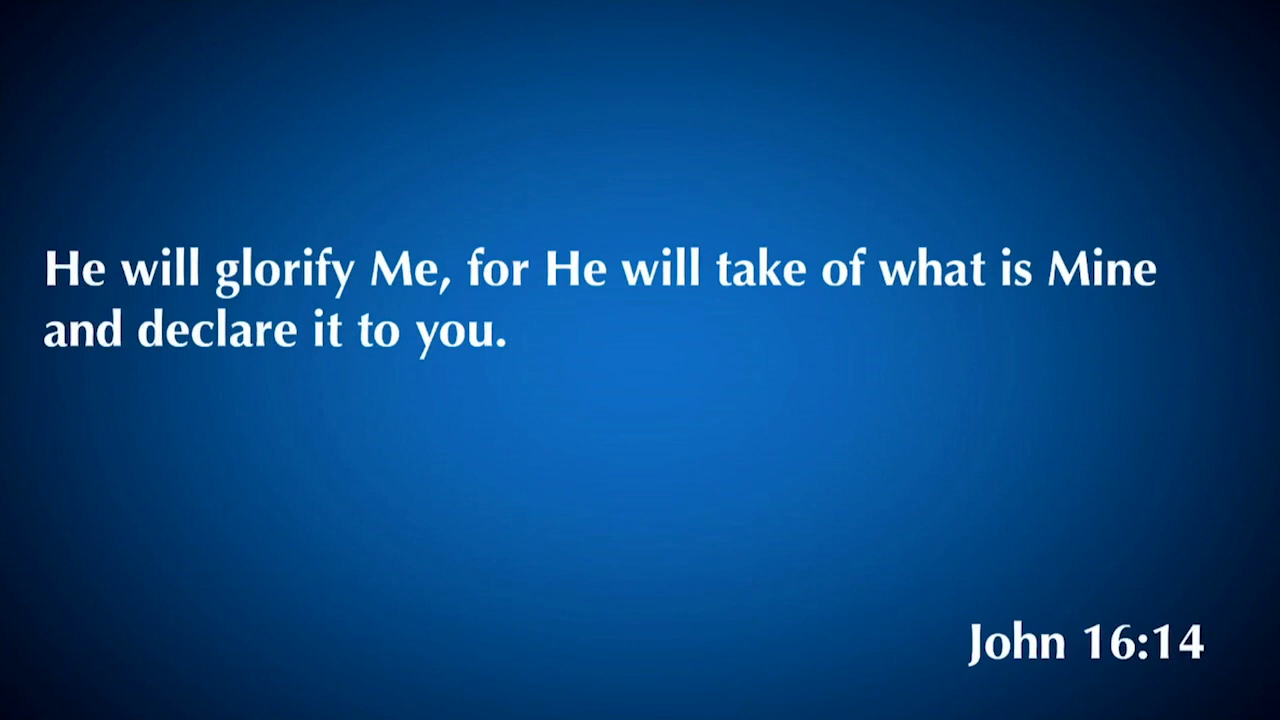 He will glorify Me, for He will take of what is Mine
and declare it to you.
John 16:14